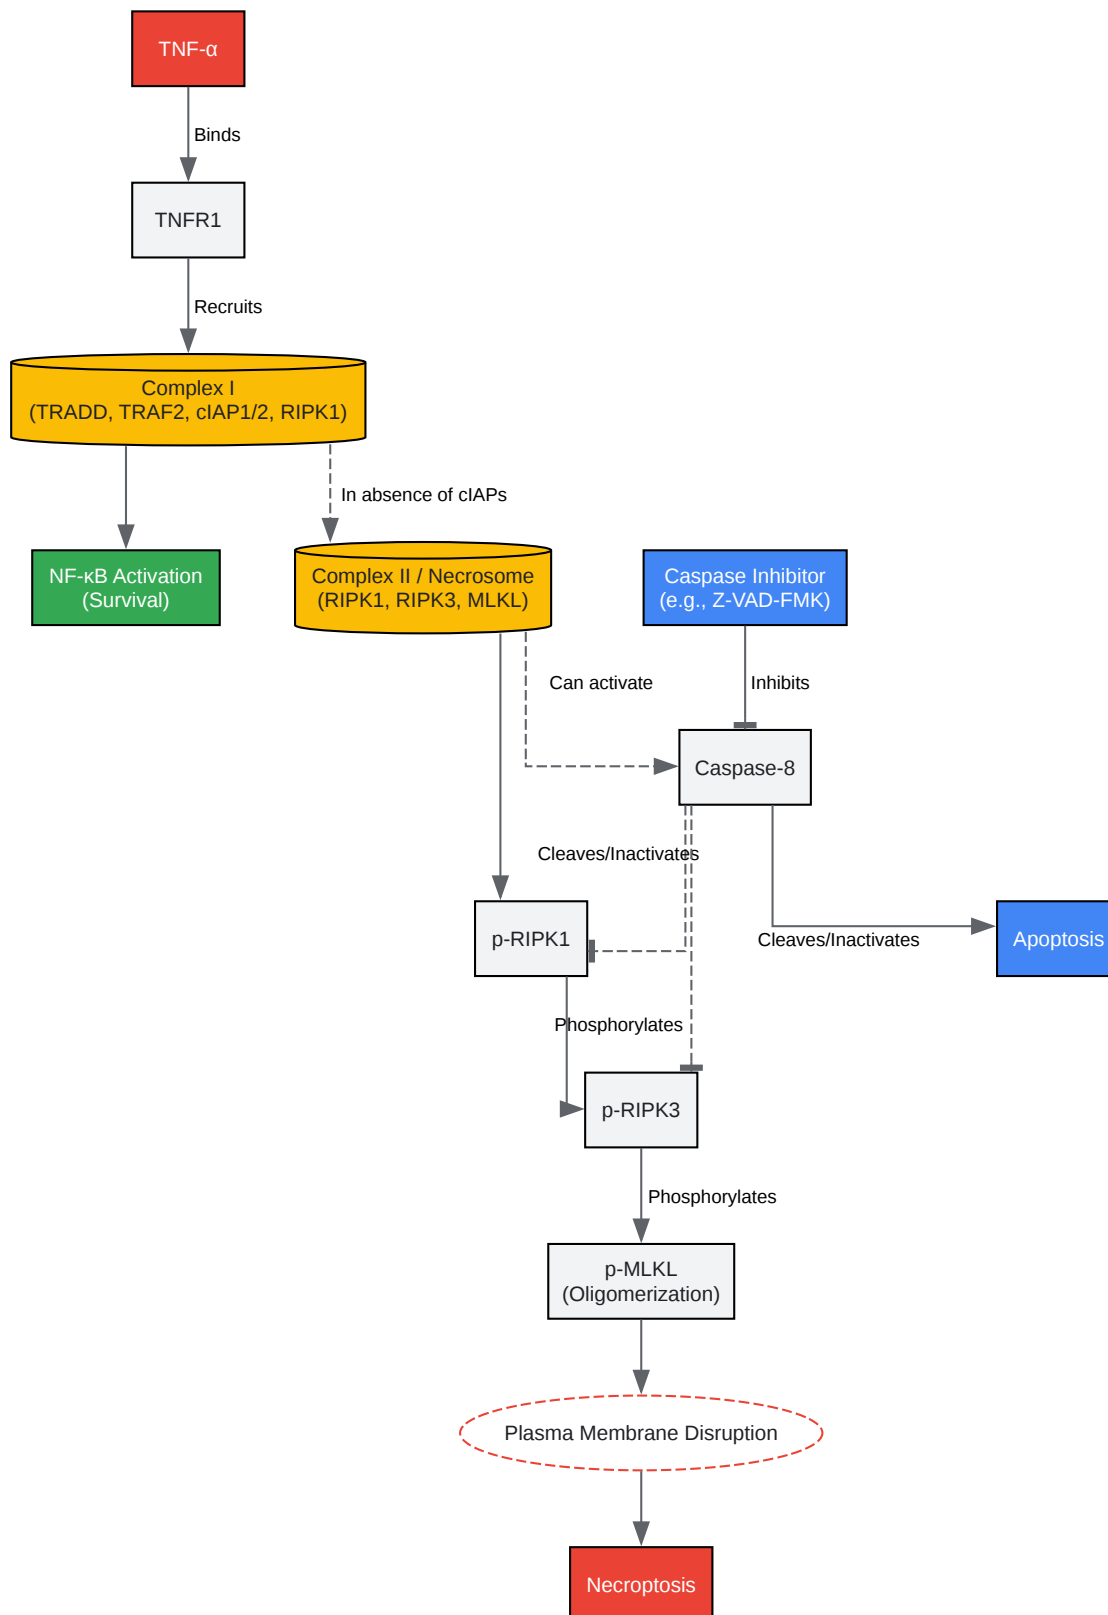 TNF-α
Binds
TNFR1
Recruits
Complex I
(TRADD, TRAF2, cIAP1/2, RIPK1)
In absence of cIAPs
NF-κB Activation
(Survival)
Complex II / Necrosome
(RIPK1, RIPK3, MLKL)
Caspase Inhibitor
(e.g., Z-VAD-FMK)
Can activate
Inhibits
Caspase-8
Cleaves/Inactivates
p-RIPK1
Cleaves/Inactivates
Apoptosis
Phosphorylates
p-RIPK3
Phosphorylates
p-MLKL
(Oligomerization)
Plasma Membrane Disruption
Necroptosis